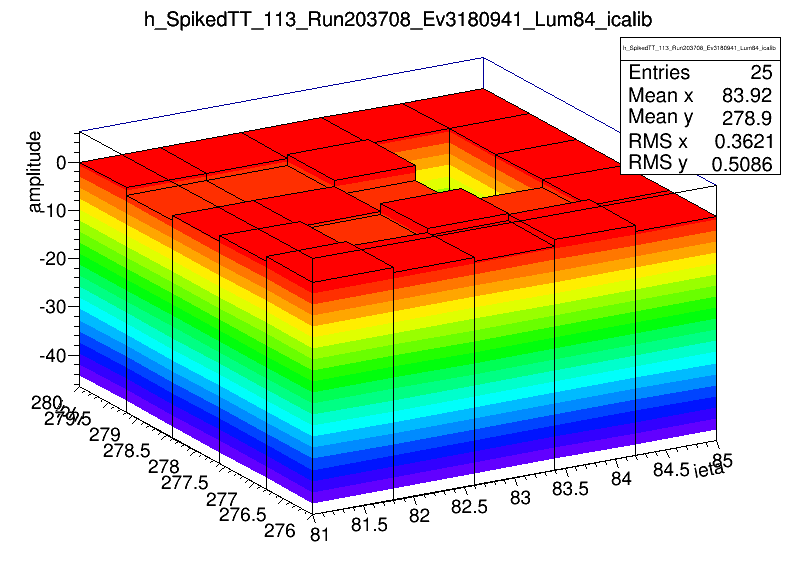 h_SpikedTT_113_Run203708_Ev3180941_Lum84_icalib
h_SpikedTT_113_Run203708_Ev3180941_Lum84_icalib
Entries 25
Mean x 83.92
Mean y 278.9
RMS x 0.3621
RMS y 0.5086
amplitude
0
-10
-20
-30
-40
280
279.5
279
278.5
278
277.5
277
276.5
276
81
81.5
82
82.5
83
83.5
84
84.5
85
ieta